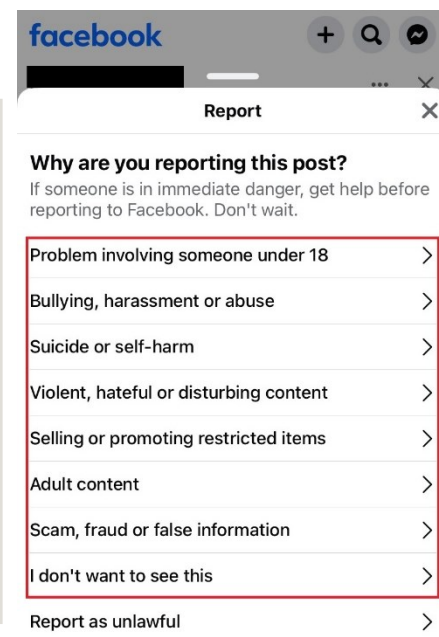 facebook
Report
Why are you reporting this post?
If someone is in immediate danger, get help before
reporting to Facebook. Don't wait.
Problem involving someone under 18
Bullying, harassment or abuse
Suicide or self-harm
Violent, hateful or disturbing content
Selling or promoting restricted items
Adult content
Scam, fraud or false information
I don't want to see this
Report as unlawful